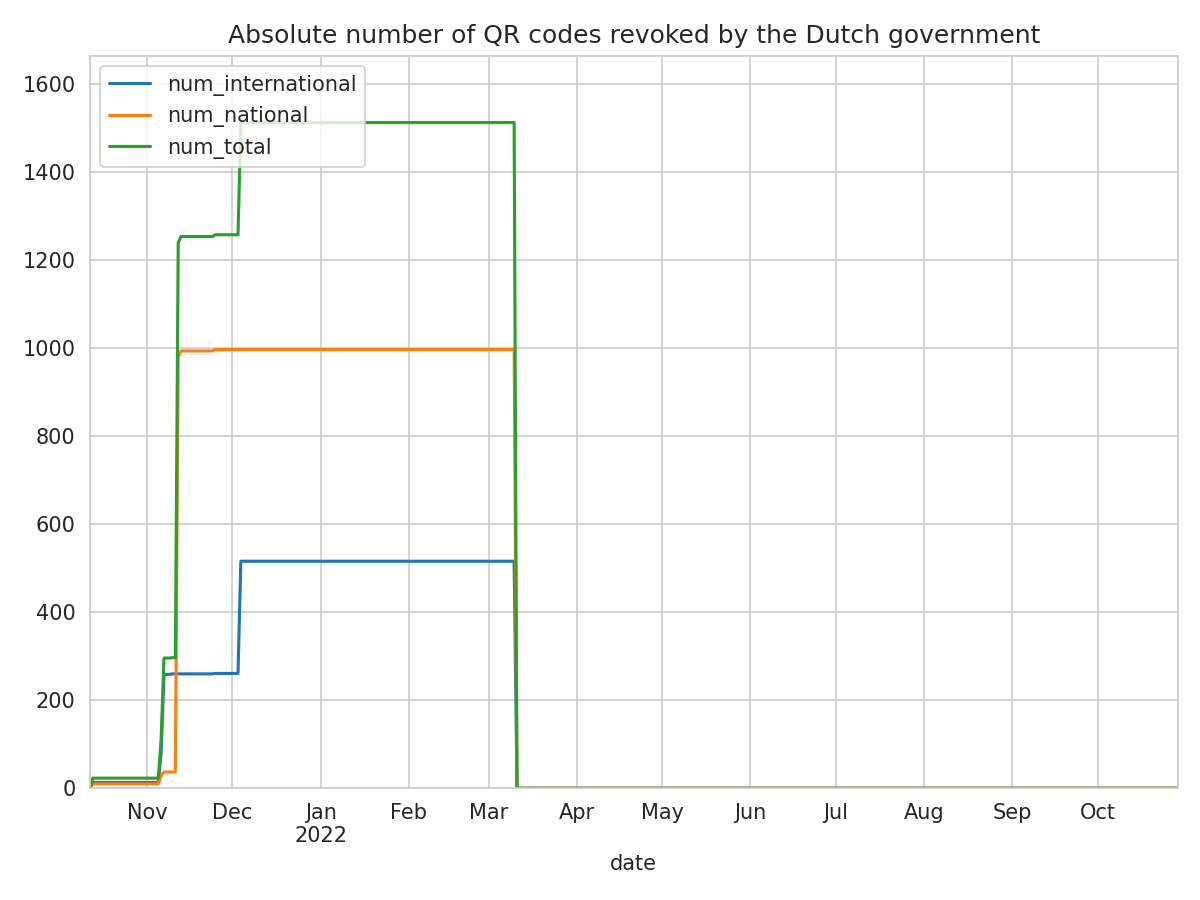 Absolute number of QR codes revoked by the Dutch government
1600
1400
1200
1000
800
600
400
200
0
num_international
num_national
num_total
Nov Dec Jan Feb Mar Apr May Jun Jul Aug Sep Oct
2022
date